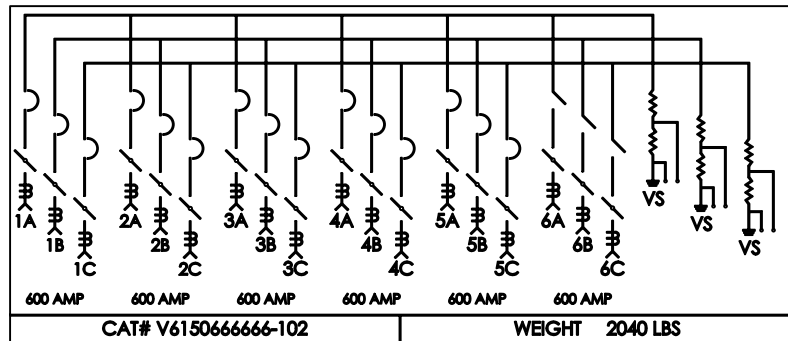 1A 2A 3A 4A 5A 6A VS
1B 2B 3B 4B 5B 6B VS
1C 2C 3C 4C 5C 6C VS
600 AMP 600 AMP 600 AMP 600 AMP 600 AMP 600 AMP
CAT# V6150666666-102 WEIGHT 2040 LBS